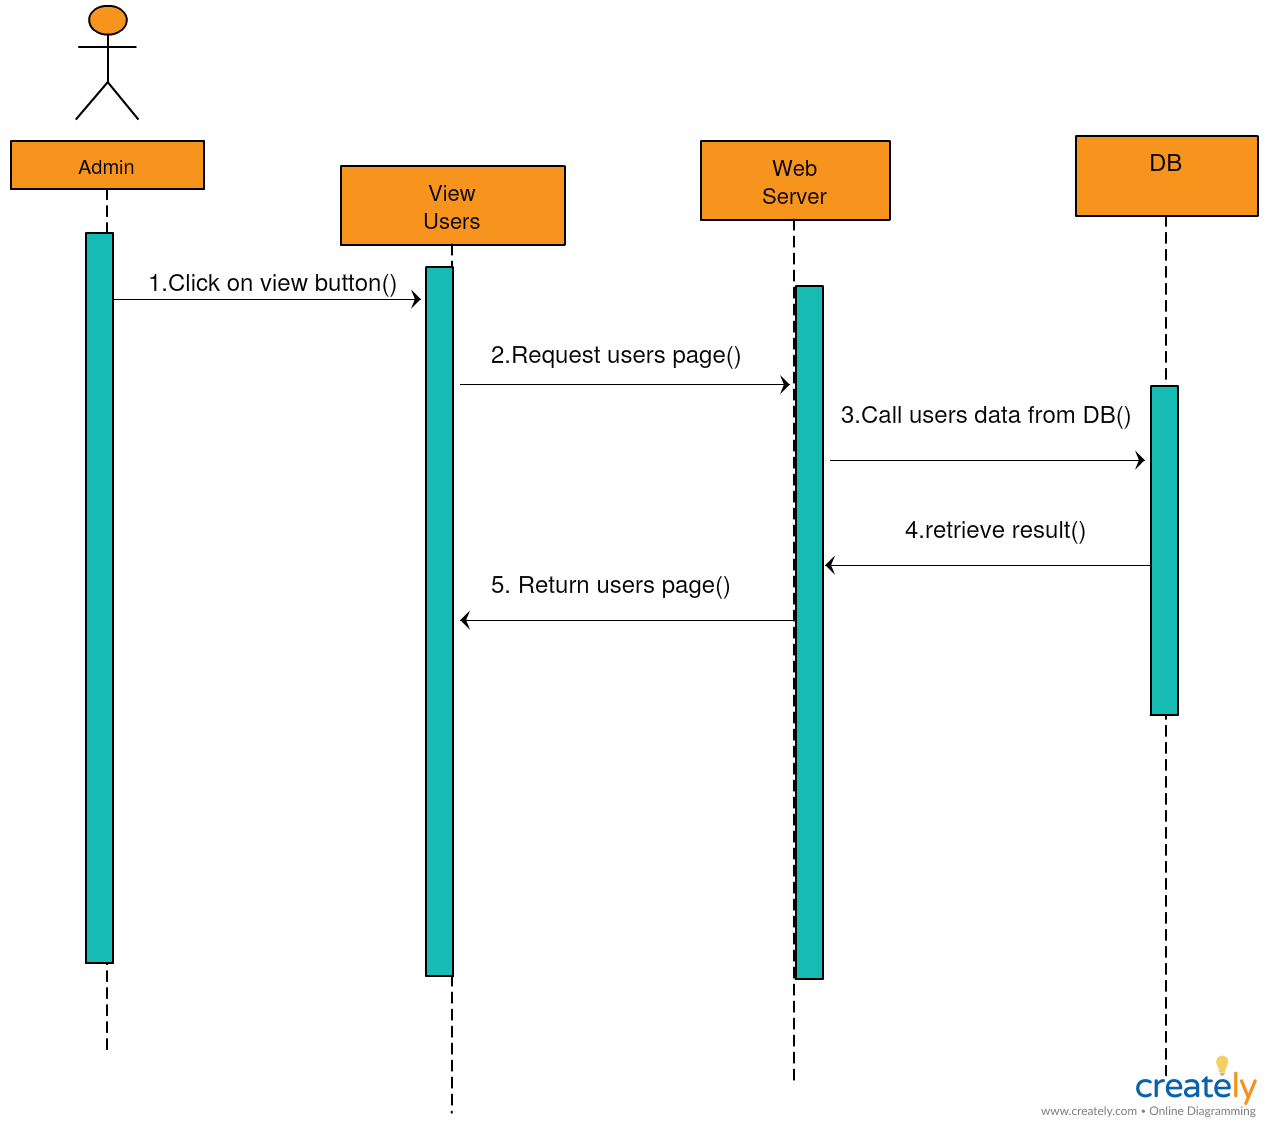 Admin
View
Users
Web
Server
DB
1.Click on view button()
2.Request users page()
3.Call users data from DB()
4.retrieve result()
5. Return users page()
creately
www.creately.com • Online Diagramming